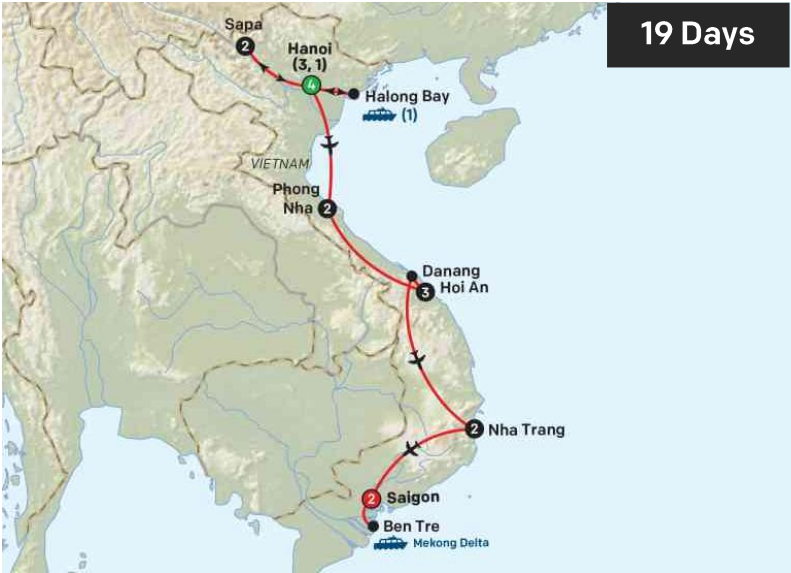 19 Days
Sapa
2
Hanoi
(3, 1)
4
Halong Bay
(1)
VIETNAM
Phong
Nha
2
Danang
Hoi An
3
2
Nha Trang
2
Saigon
Ben Tre
Mekong Delta